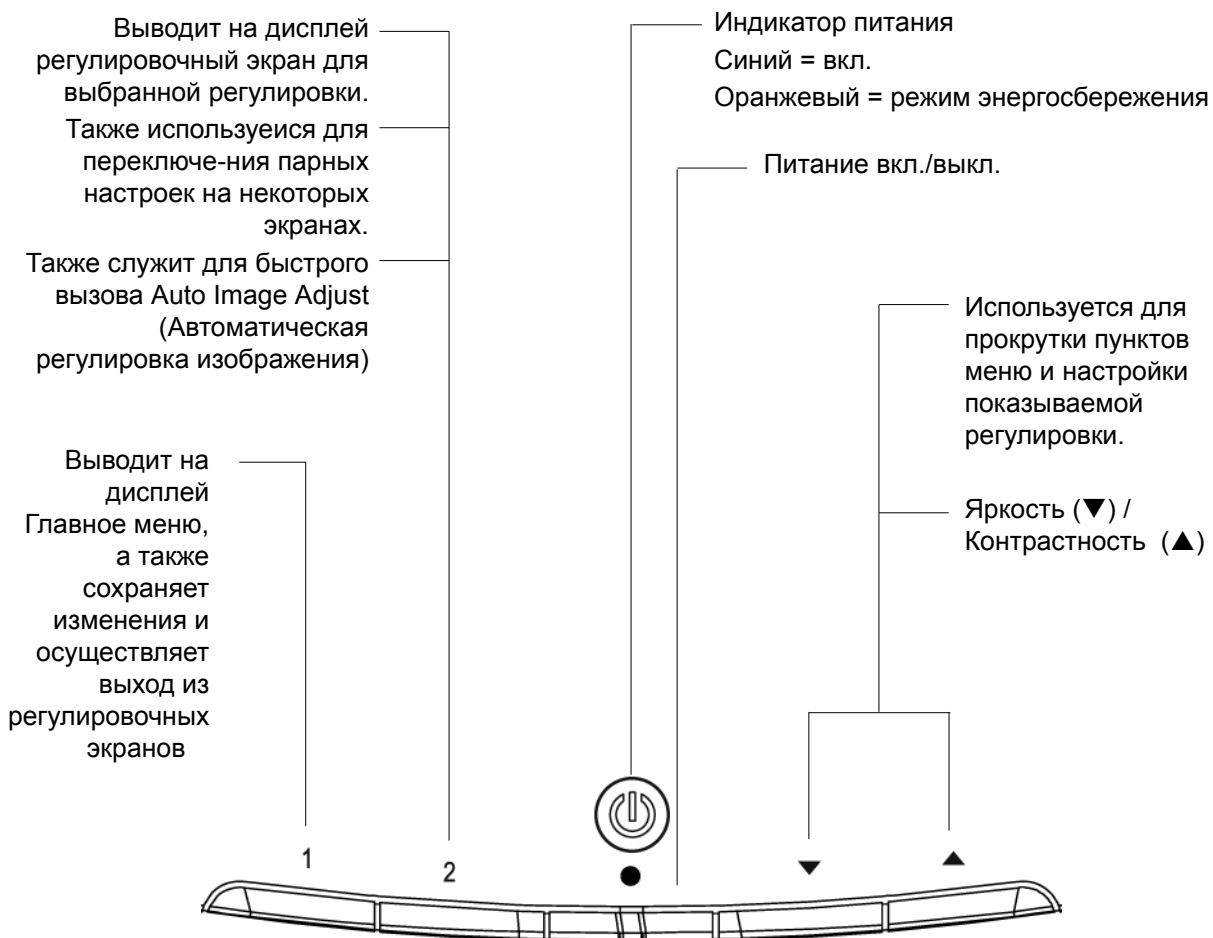 Выводит на дисплей
регулировочный экран для
выбранной регулировки.
Также используеися для
переключе-ния парных
настроек на некоторых
экранах.
Также служит для быстрого
вызова Auto Image Adjust
(Автоматическая
регулировка изображения)
Выводит на
дисплей
Главное меню,
а также
сохраняет
изменения и
осуществляет
выход из
регулировочных
экранов
Индикатор питания
Синий = вкл.
Оранжевый = режим энергосбережения
Питание вкл./выкл.
Используется для
прокрутки пунктов
меню и настройки
показываемой
регулировки.
Яркость (▼) /
Контрастность (▲)
1
2
▼
▲